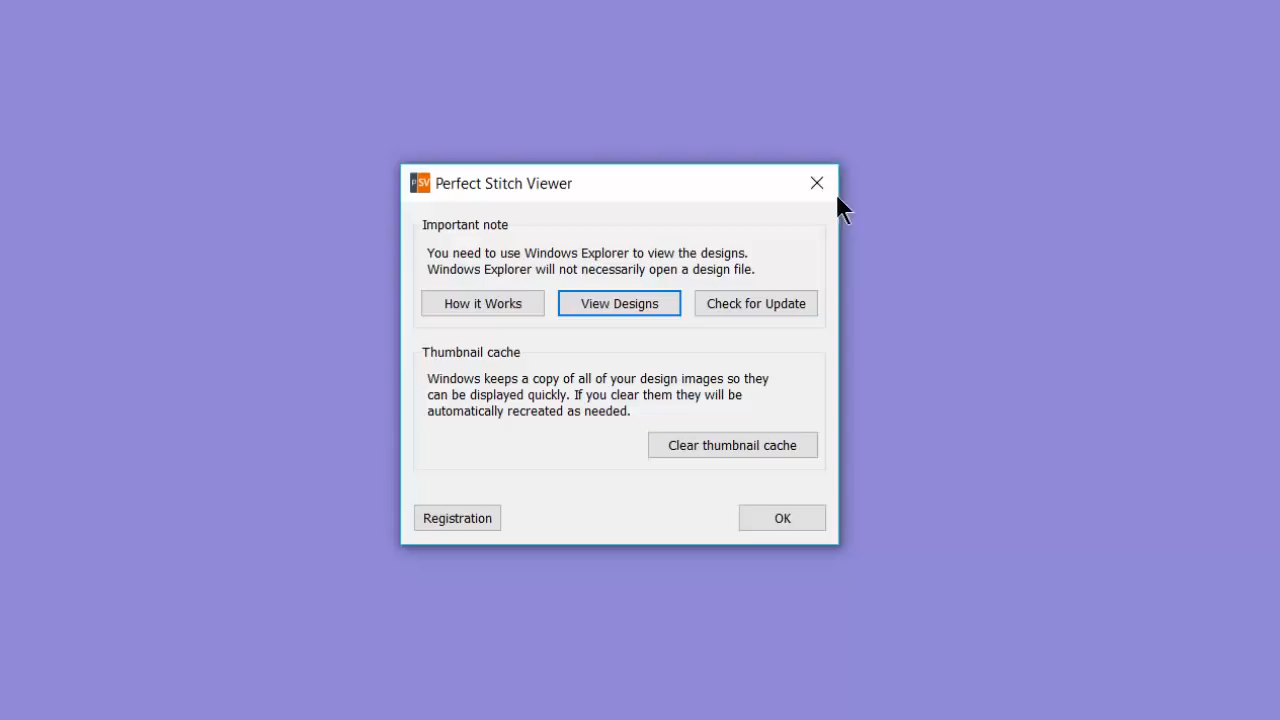 PSV Perfect Stitch Viewer
Important note
You need to use Windows Explorer to view the designs.
Windows Explorer will not necessarily open a design file.
How it Works View Designs Check for Update
Thumbnail cache
Windows keeps a copy of all of your design images so they
can be displayed quickly. If you clear them they will be
automatically recreated as needed.
Clear thumbnail cache
Registration OK